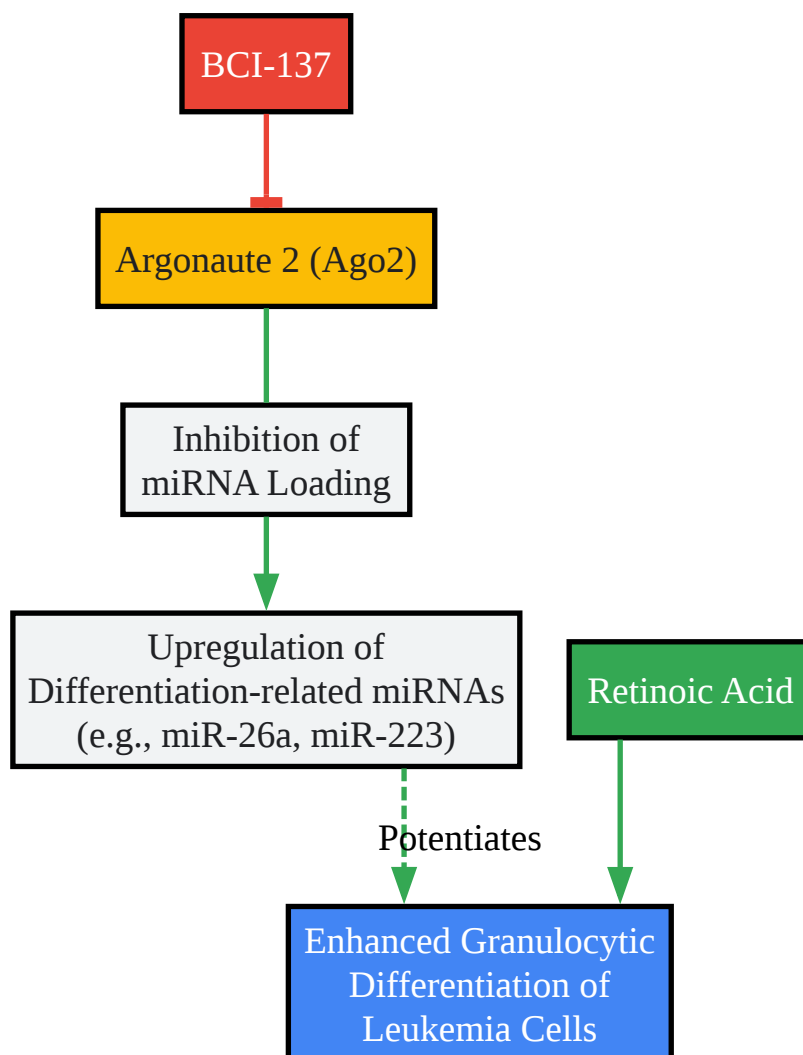 BCI-137
Argonaute 2 (Ago2)
Inhibition of
miRNA Loading
Upregulation of
Differentiation-related miRNAs
(e.g., miR-26a, miR-223)
Retinoic Acid
Potentiates
Enhanced Granulocytic
Differentiation of
Leukemia Cells